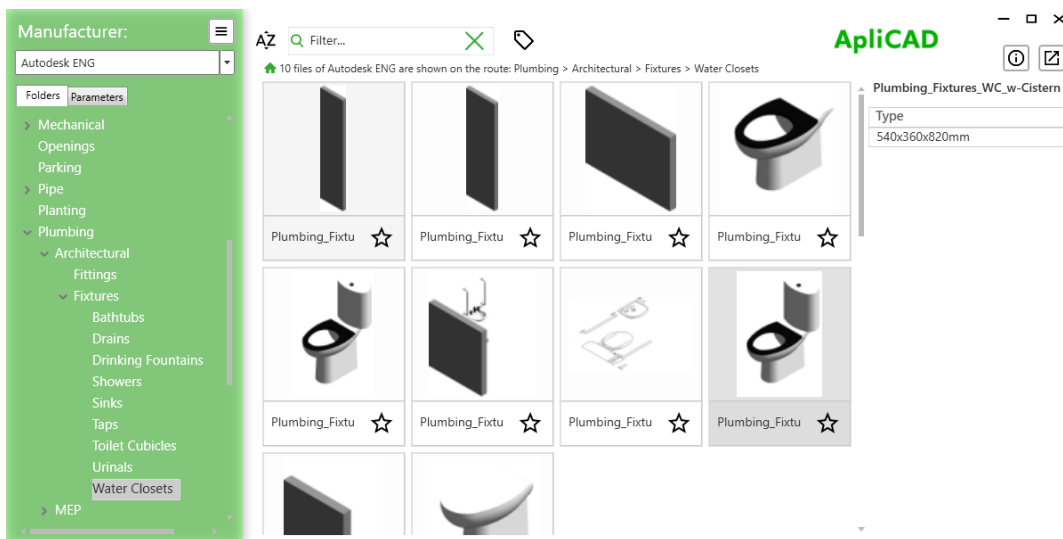 Manufacturer:
Autodesk ENG
Folders
Parameters
Mechanical
Openings
Parking
Pipe
Planting
Plumbing
Architectural
Fittings
Fixtures
Bathtubs
Drains
Drinking Fountains
Showers
Sinks
Taps
Toilet Cubicles
Urinals
Water Closets
MEP
AZ
Filter...
ApliCAD
10 files of Autodesk ENG are shown on the route: Plumbing > Architectural > Fixtures > Water Closets
Plumbing_Fixtu
Plumbing_Fixtu
Plumbing_Fixtu
Plumbing_Fixtu
Plumbing_Fixtu
Plumbing_Fixtu
Plumbing_Fixtu
Plumbing_Fixtu
Plumbing_Fixtures_WC_w-Cistern
Type
540x360x820mm